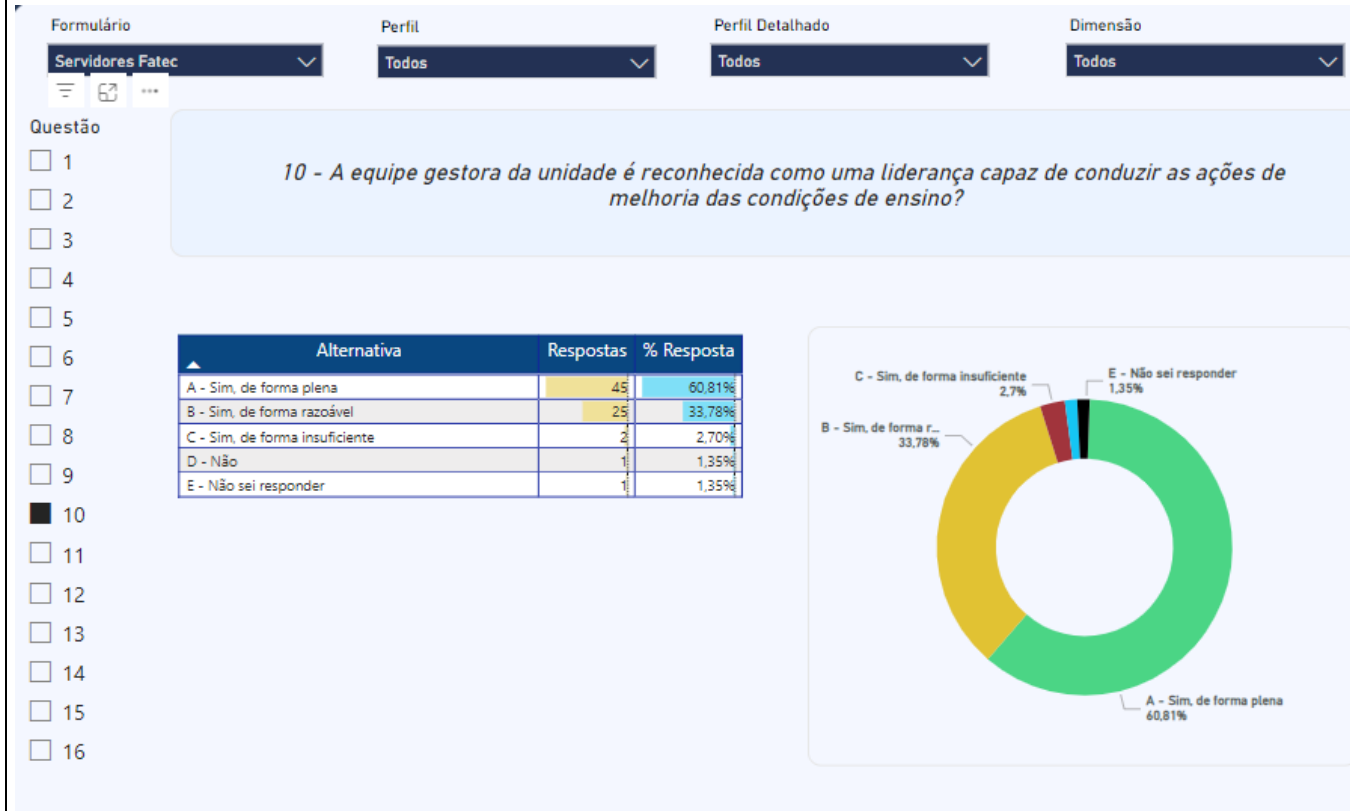 Formulário
Perfil
Perfil Detalhado
Dimensão
Servidores Fatec
Todos
Todos
Todos
Questão
1
2
3
4
5
6
7
8
9
10
11
12
13
14
15
16
10 - A equipe gestora da unidade é reconhecida como uma liderança capaz de conduzir as ações de
melhoria das condições de ensino?
Alternativa Respostas % Resposta
A - Sim, de forma plena 45 60,81%
B - Sim, de forma razoável 25 33,78%
C - Sim, de forma insuficiente 2 2,70%
D - Não 1 1,35%
E - Não sei responder 1 1,35%
C - Sim, de forma insuficiente
2,7%
E - Não sei responder
1,35%
B - Sim, de forma r...
33,78%
A - Sim, de forma plena
60,81%